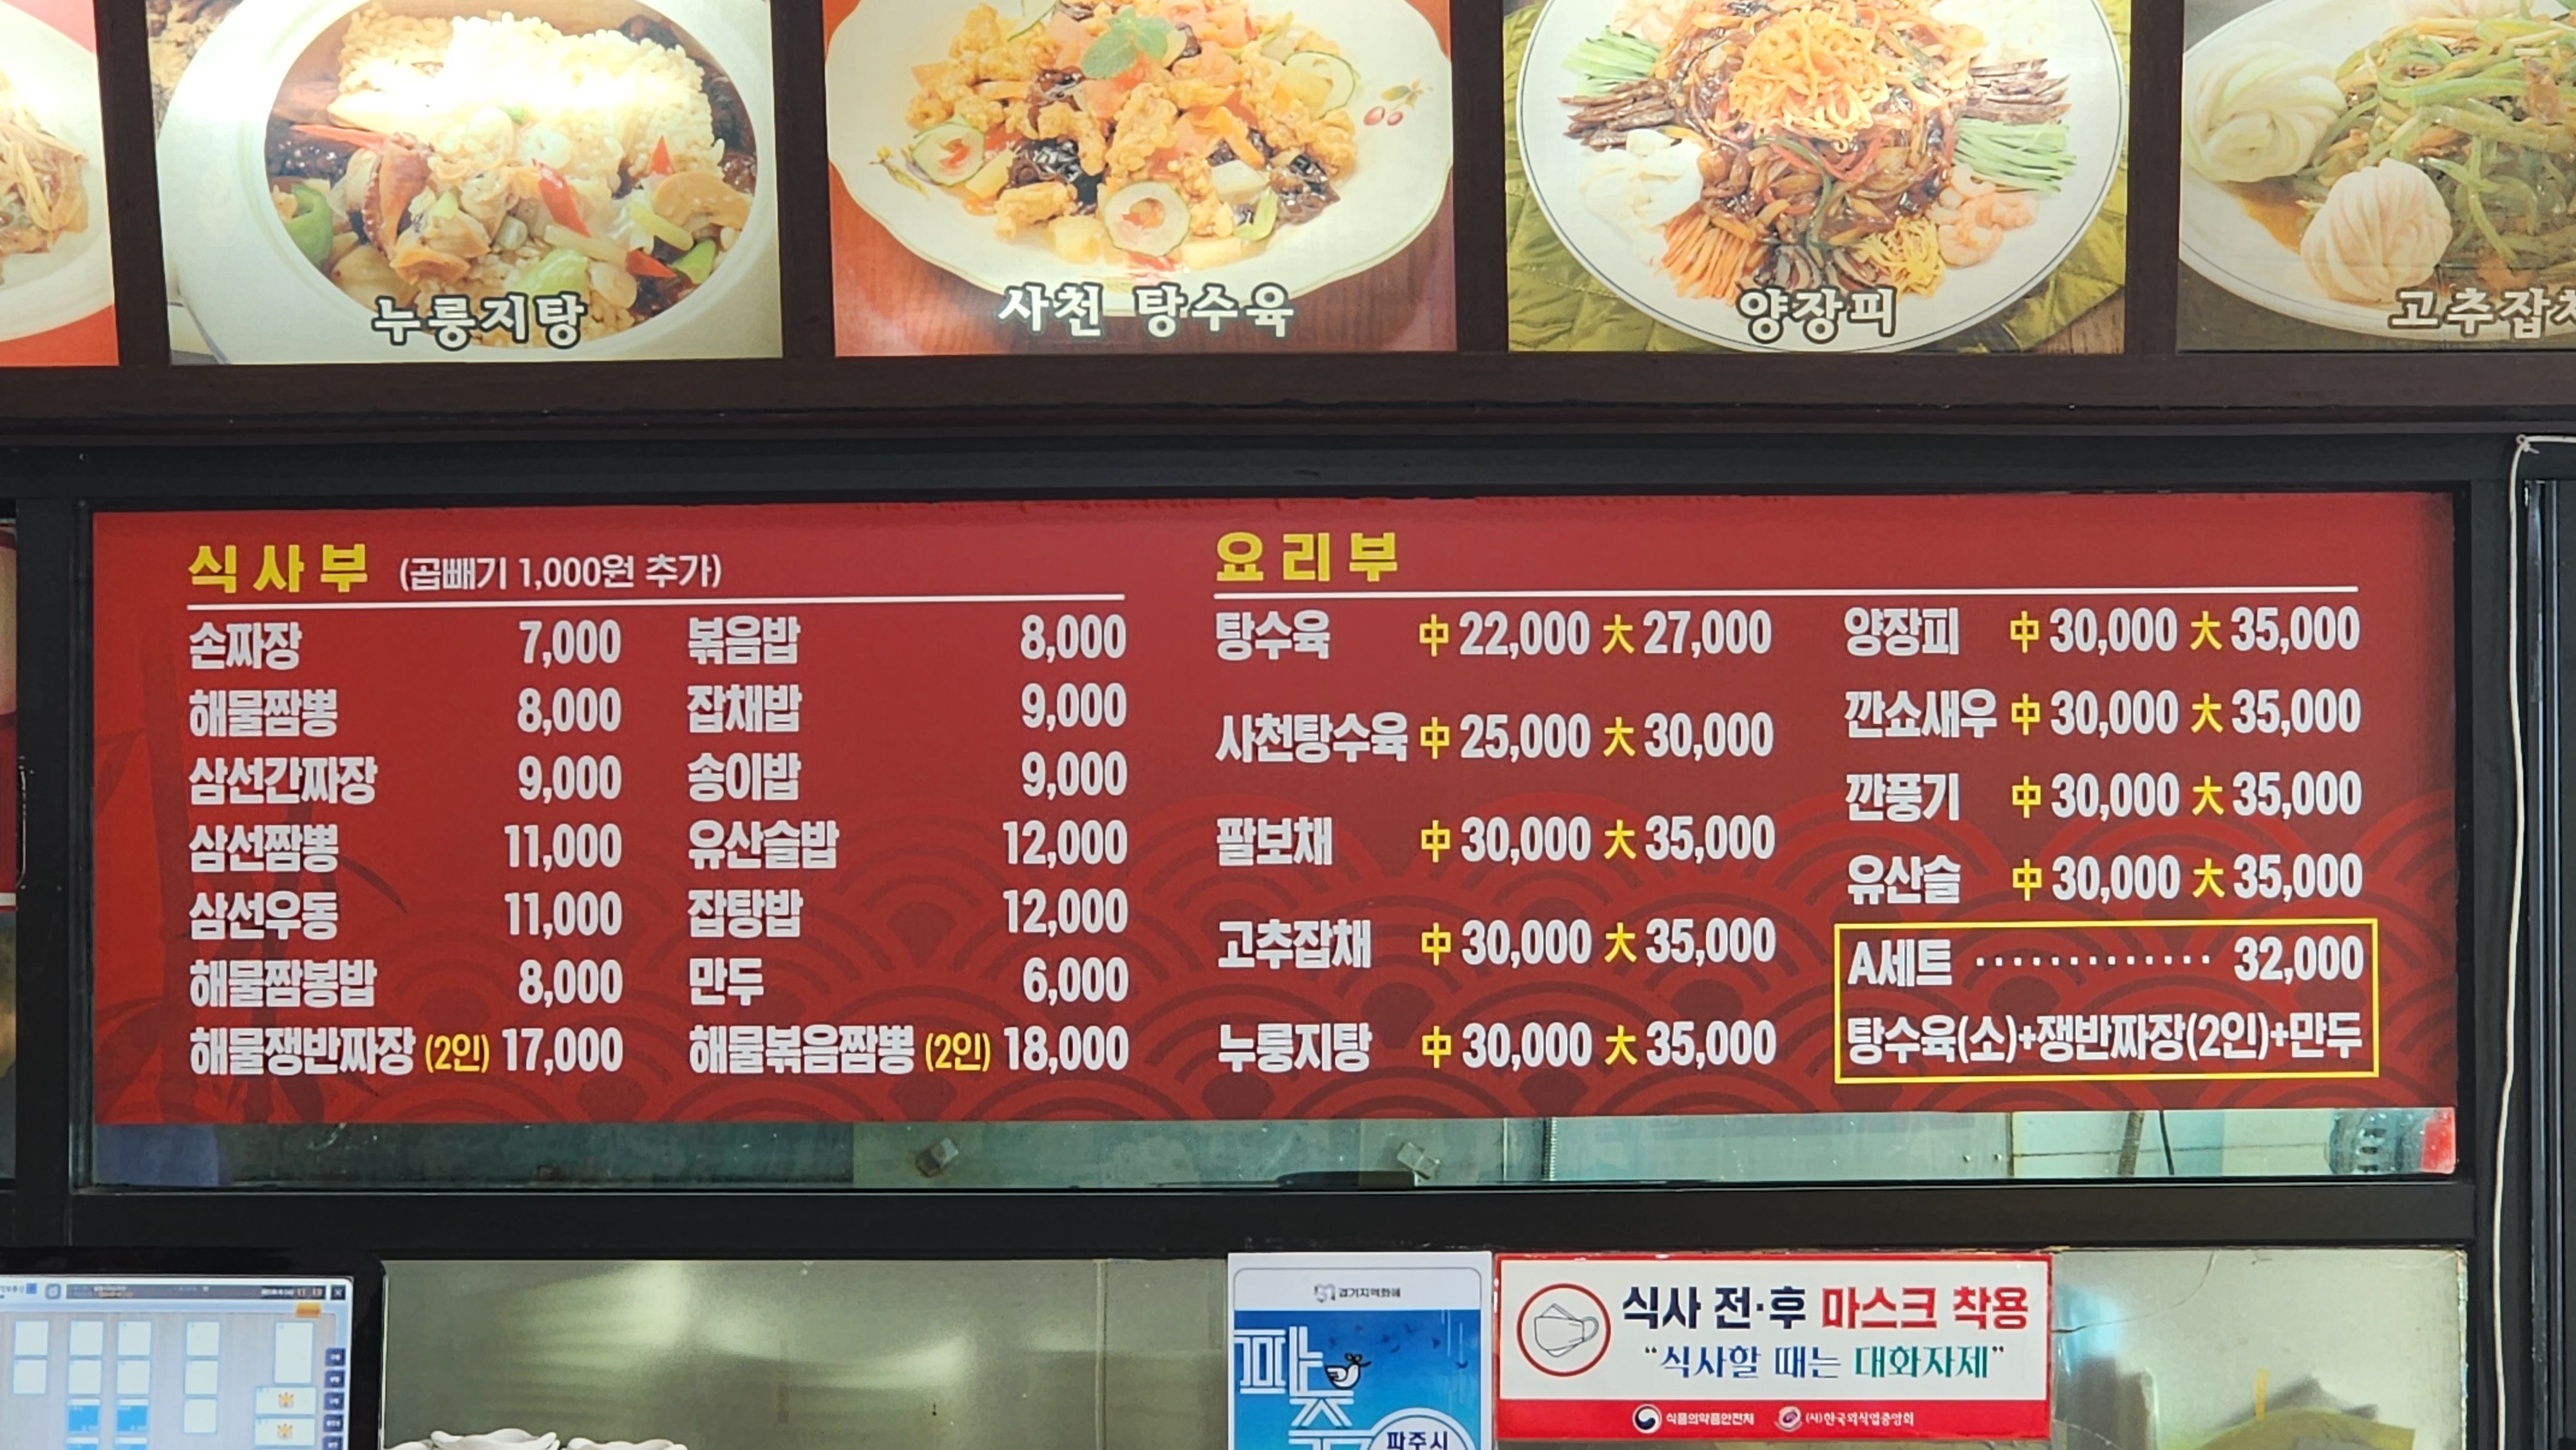 누룽지탕
사천 탕수육
양장피
고추잡채
식사부 (곱빼기 1,000원 추가)
손짜장 7,000
해물짬뽕 8,000
삼선간짜장 9,000
삼선짬뽕 11,000
삼선우동 11,000
해물짬봉밥 8,000
해물쟁반짜장 (2인) 17,000
볶음밥 8,000
잡채밥 9,000
송이밥 9,000
유산슬밥 12,000
잡탕밥 12,000
만두 6,000
해물볶음짬뽕 (2인) 18,000
요리부
탕수육 中 22,000 大 27,000
사천탕수육 中 25,000 大 30,000
팔보채 中 30,000 大 35,000
고추잡채 中 30,000 大 35,000
누룽지탕 中 30,000 大 35,000
양장피 中 30,000 大 35,000
깐쇼새우 中 30,000 大 35,000
깐풍기 中 30,000 大 35,000
유산슬 中 30,000 大 35,000
A세트 ············· 32,000
탕수육(소)+쟁반짜장(2인)+만두
경기지역화폐
파주시
식사 전·후 마스크 착용
“식사할 때는 대화자제”
식품의약품안전처 (사)한국외식업중앙회